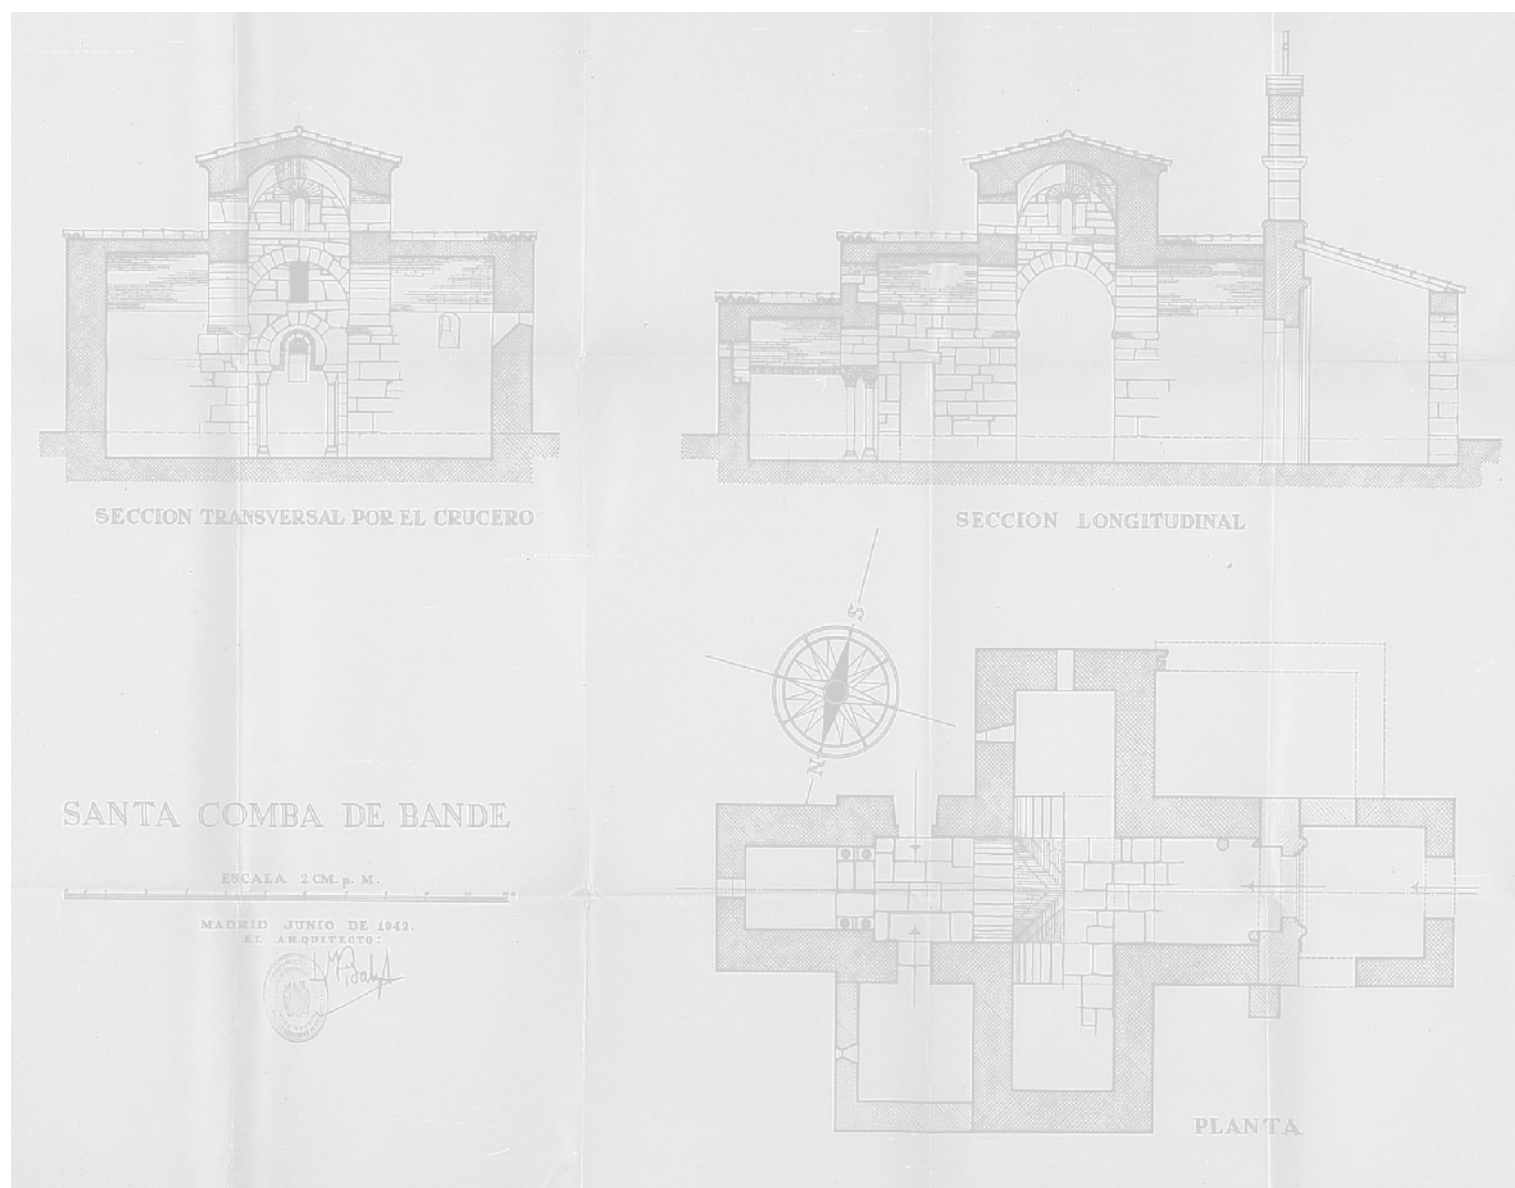 SECCION TRANSVERSAL POR EL CRUCERO
SECCION LONGITUDINAL
S
N
SANTA COMBA DE BANDE
ESCALA 2 CM. p. M.
MADRID JUNIO DE 1942.
EL ARQUITECTO:
PLANTA